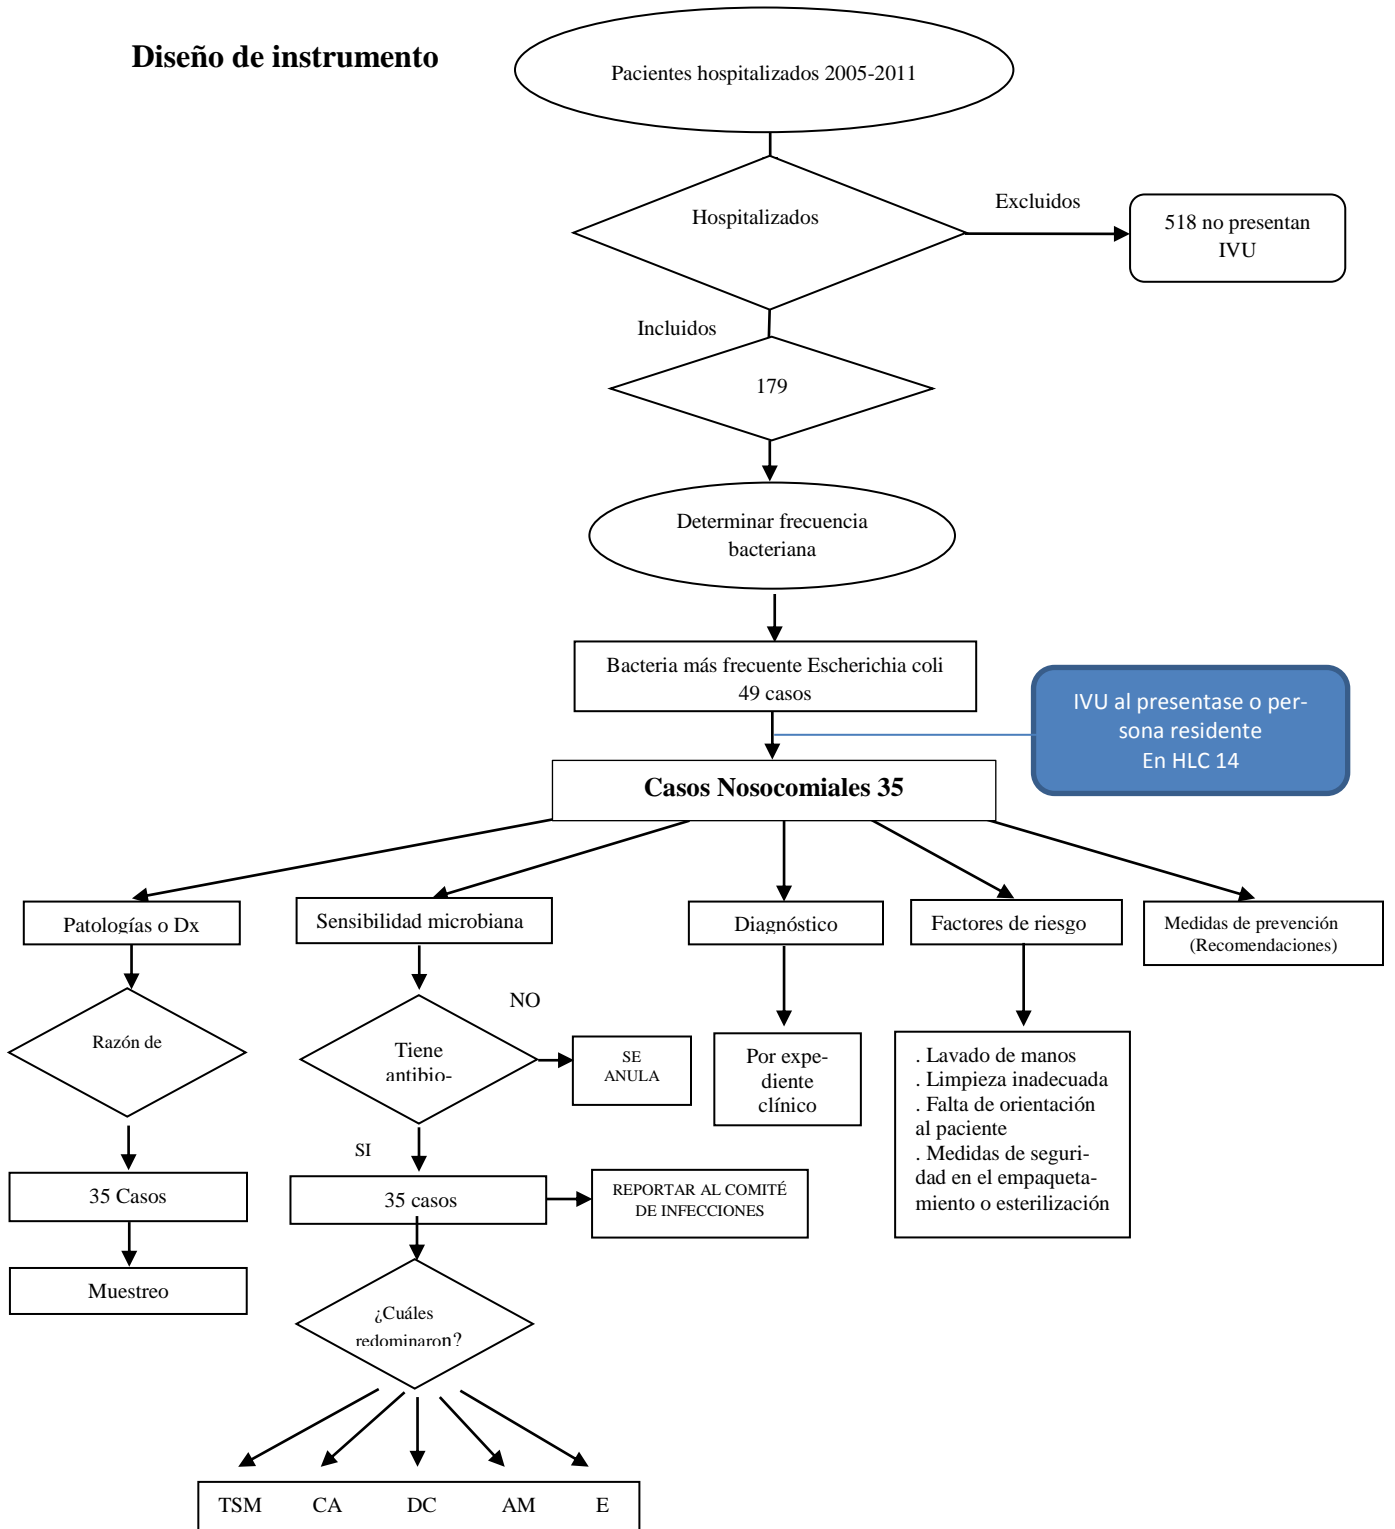 Diseño de instrumento
Pacientes hospitalizados 2005-2011
Hospitalizados
Excluidos
518 no presentan
IVU
Incluidos
179
Determinar frecuencia
bacteriana
Bacteria más frecuente Escherichia coli
49 casos
IVU al presentase o per-
sona residente
En HLC 14
Casos Nosocomiales 35
Patologías o Dx
Sensibilidad microbiana
Diagnóstico
Factores de riesgo
Medidas de prevención
(Recomendaciones)
Razón de
Tiene
antibio-
NO
SE
ANULA
Por expe-
diente
clínico
. Lavado de manos
. Limpieza inadecuada
. Falta de orientación
al paciente
. Medidas de seguri-
dad en el empaqueta-
miento o esterilización
SI
35 Casos
35 casos
REPORTAR AL COMITÉ
DE INFECCIONES
Muestreo
¿Cuáles
redominaron?
TSM CA DC AM E